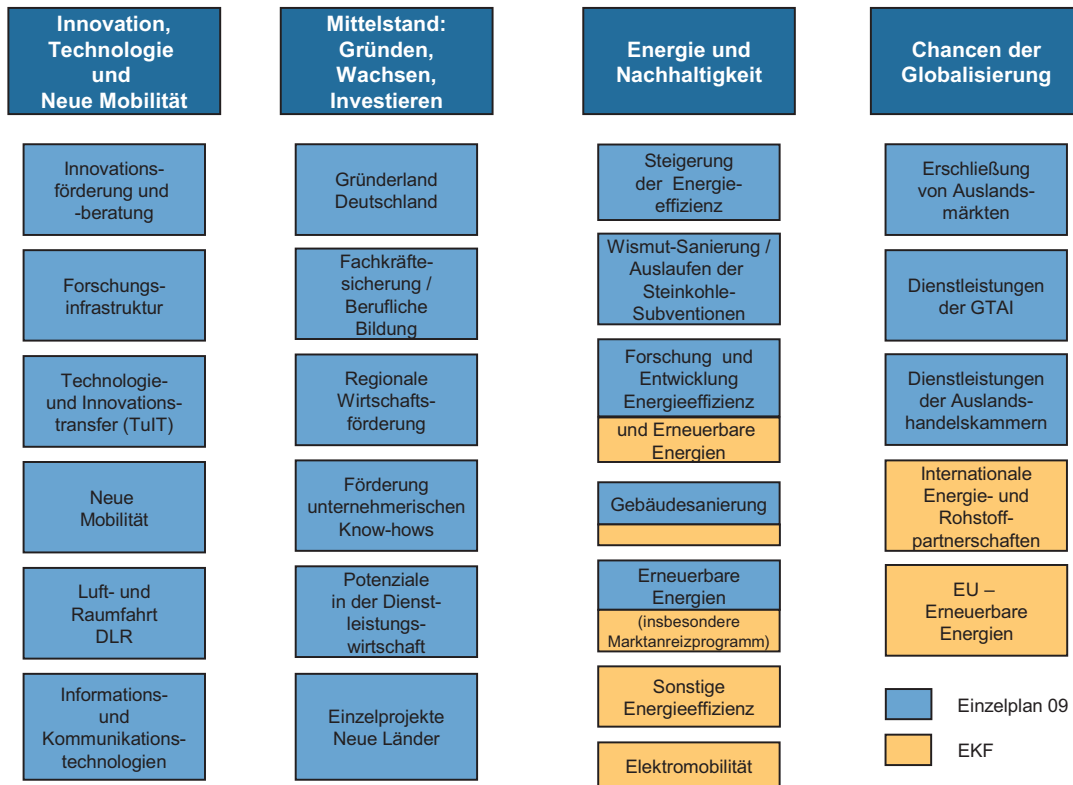 Innovation,
Technologie
und
Neue Mobilität
Innovations-
förderung und
-beratung
Forschungs-
infrastruktur
Technologie-
und Innovations-
transfer (TuIT)
Neue
Mobilität
Luft- und
Raumfahrt
DLR
Informations-
und
Kommunikations-
technologien
Mittelstand:
Gründen,
Wachsen,
Investieren
Gründerland
Deutschland
Fachkräfte-
sicherung /
Berufliche
Bildung
Regionale
Wirtschafts-
förderung
Förderung
unternehmerischen
Know-hows
Potenziale
in der Dienst-
leistungs-
wirtschaft
Einzelprojekte
Neue Länder
Energie und
Nachhaltigkeit
Steigerung
der Energie-
effizienz
Wismut-Sanierung /
Auslaufen der
Steinkohle-
Subventionen
Forschung und
Entwicklung
Energieeffizienz
und Erneuerbare
Energien
Gebäudesanierung
Erneuerbare
Energien
(insbesondere
Marktanreizprogramm)
Sonstige
Energieeffizienz
Elektromobilität
Chancen der
Globalisierung
Erschließung
von Auslands-
märkten
Dienstleistungen
der GTAI
Dienstleistungen
der Auslands-
handelskammern
Internationale
Energie- und
Rohstoff-
partnerschaften
EU –
Erneuerbare
Energien
Einzelplan 09
EKF